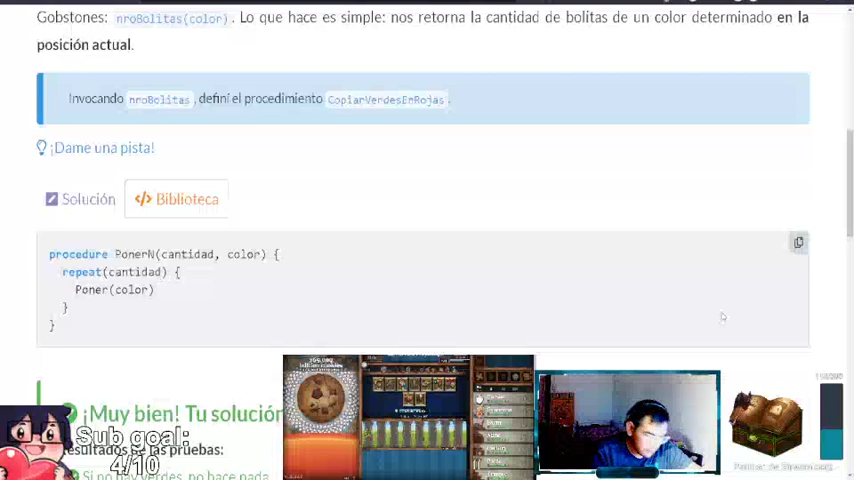 Gobstones: nroBolitas(color). Lo que hace es simple: nos retorna la cantidad de bolitas de un color determinado en la
posición actual.
Invocando nroBolitas, definí el procedimiento CopiarVerdesEnRojas.
¡Dame una pista!
Solución
Biblioteca
procedure PonerN(cantidad, color) {
repeat(cantidad) {
Poner(color)
}
}
¡Muy bien! Tu solución
Sub goal:
4/10
Resultados de las pruebas:
Si no hay verdes, no hace nada